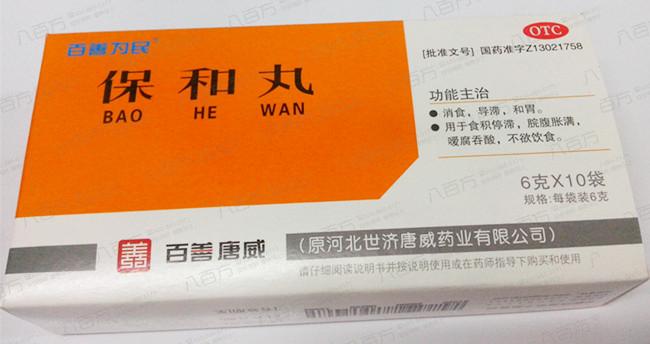 百善为民
保和丸
BAO HE WAN
OTC
[批准文号] 国药准字Z13021758
功能主治
● 消食，导滞，和胃。
● 用于食积停滞，脘腹胀满，
嗳腐吞酸，不欲饮食。
6克X10袋
规格：每袋装6克
百善唐威
（原河北世济唐威药业有限公司）
请仔细阅读说明书并按说明使用或在药师指导下购买和使用
八百方